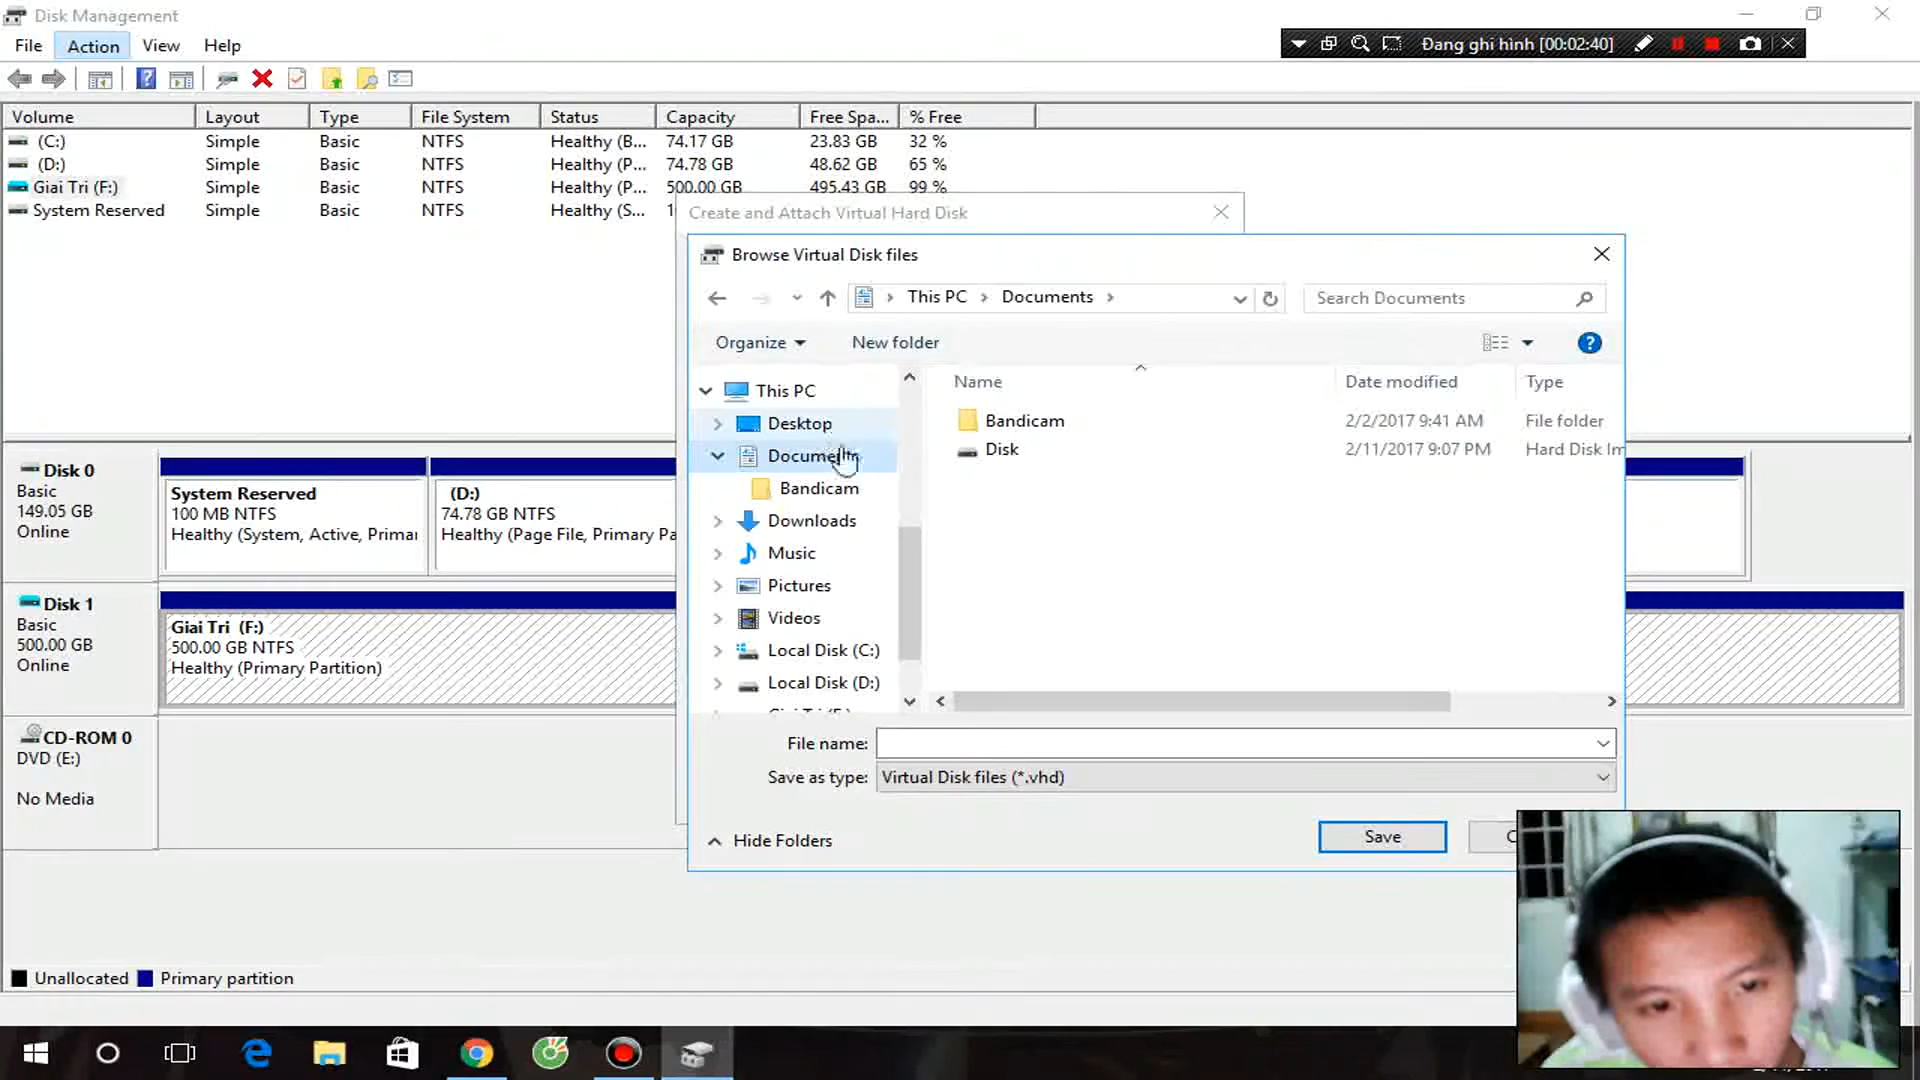 Disk Management
File Action View Help
Đang ghi hình [00:02:40]
Volume Layout Type File System Status Capacity Free Spa... % Free
(C:) Simple Basic NTFS Healthy (B... 74.17 GB 23.83 GB 32 %
(D:) Simple Basic NTFS Healthy (P... 74.78 GB 48.62 GB 65 %
Giai Tri (F:) Simple Basic NTFS Healthy (P... 500.00 GB 495.43 GB 99 %
System Reserved Simple Basic NTFS Healthy (S...
Create and Attach Virtual Hard Disk
Browse Virtual Disk files
This PC Documents
Search Documents
Organize New folder
This PC
Desktop
Documents
Bandicam
Downloads
Music
Pictures
Videos
Local Disk (C:)
Local Disk (D:)
Name Date modified Type
Bandicam 2/2/2017 9:41 AM File folder
Disk 2/11/2017 9:07 PM Hard Disk Im
File name:
Save as type: Virtual Disk files (*.vhd)
Hide Folders
Save
Disk 0
Basic
149.05 GB
Online
System Reserved
100 MB NTFS
Healthy (System, Active, Prima
(D:)
74.78 GB NTFS
Healthy (Page File, Primary Pa
Disk 1
Basic
500.00 GB
Online
Giai Tri (F:)
500.00 GB NTFS
Healthy (Primary Partition)
CD-ROM 0
DVD (E:)
No Media
Unallocated Primary partition